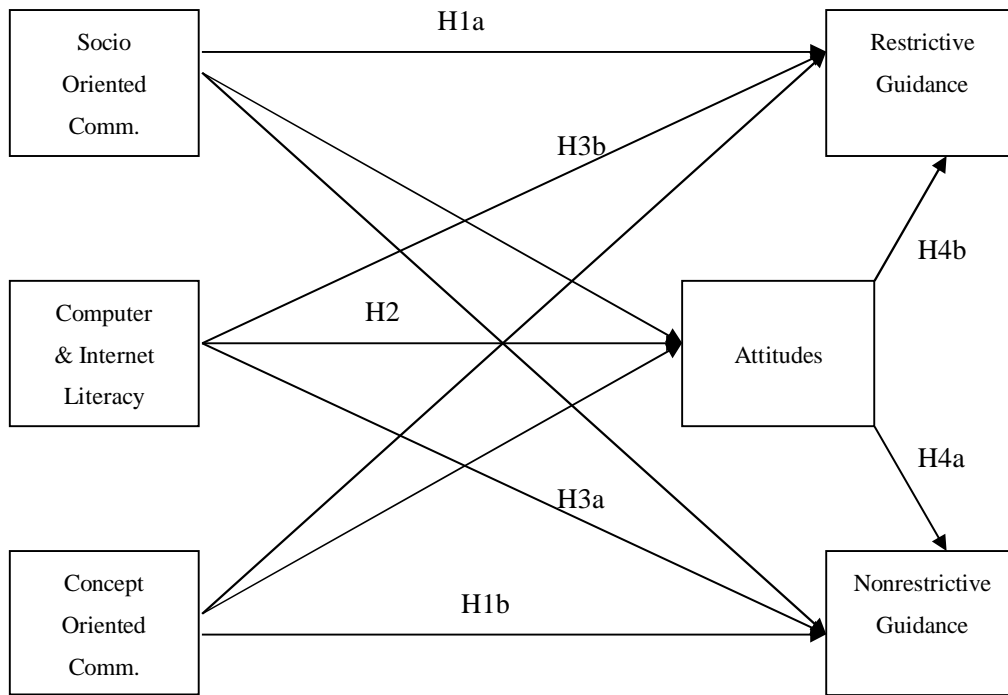 H1a
Socio
Oriented
Comm.
Restrictive
Guidance
H3b
H4b
Computer
& Internet
Literacy
H2
Attitudes
H4a
H3a
Concept
Oriented
Comm.
H1b
Nonrestrictive
Guidance